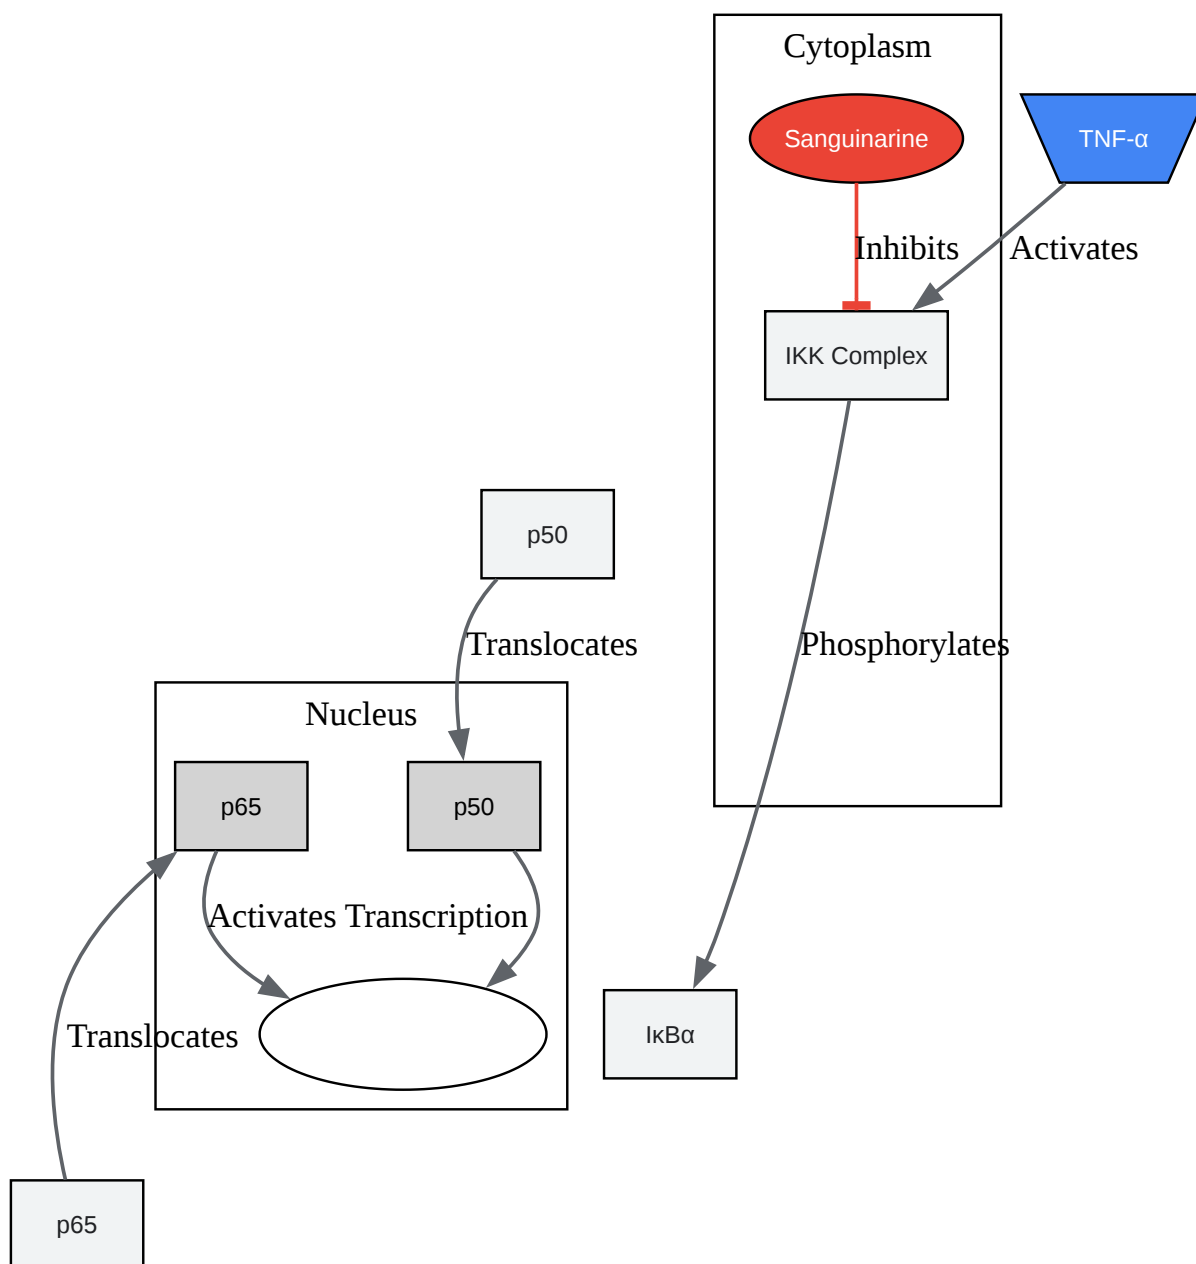 Cytoplasm
Sanguinarine
TNF-α
Inhibits
Activates
IKK Complex
p50
Translocates
Phosphorylates
Nucleus
p65
p50
Activates Transcription
Translocates
IκBα
p65